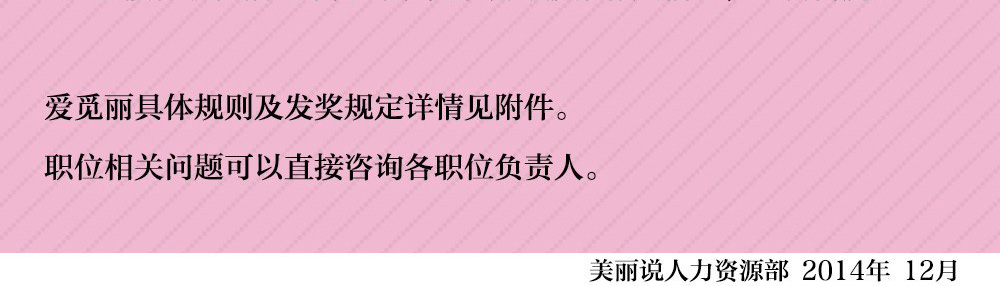 爱觅丽具体规则及发奖规定详情见附件。
职位相关问题可以直接咨询各职位负责人。
美丽说人力资源部 2014年 12月